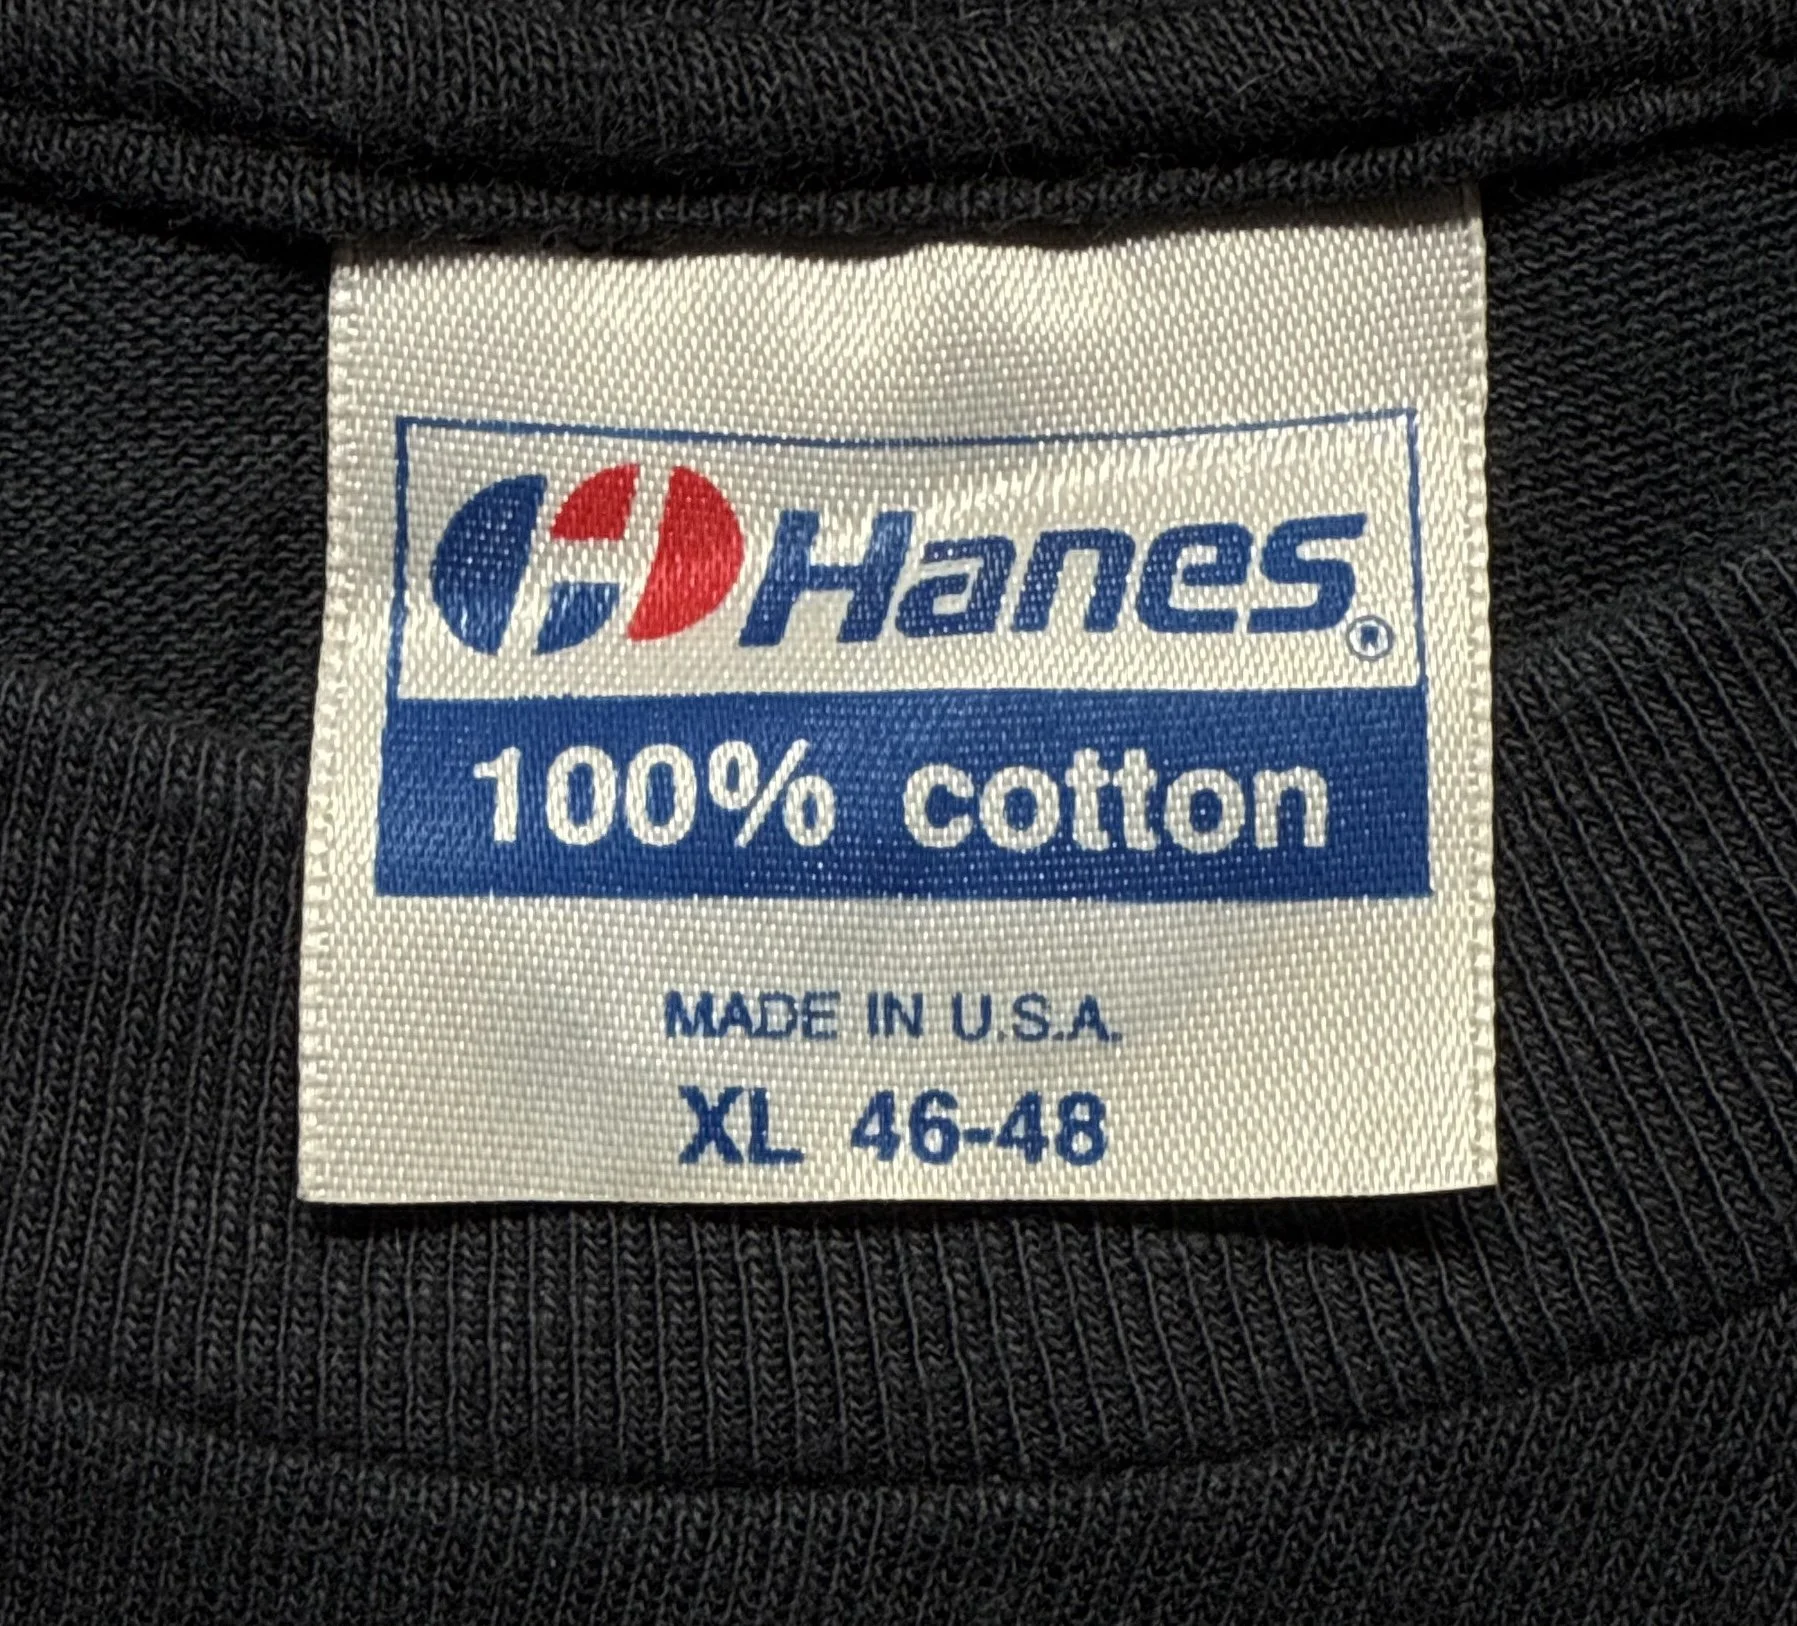 Hanes®
100% cotton
MADE IN U.S.A.
XL 46-48